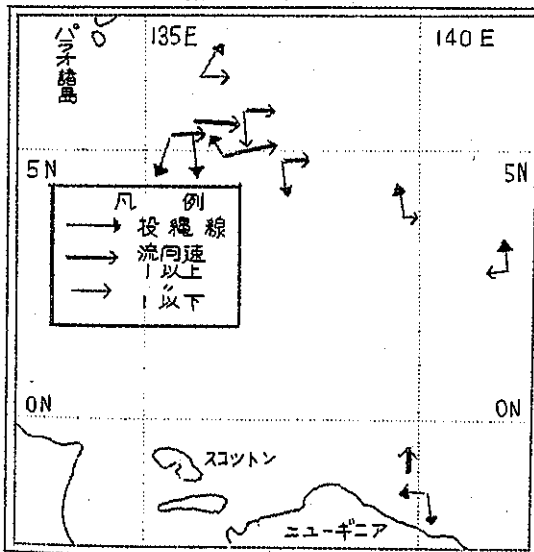 パラオ諸島
135E
140E
5N
5N
凡 例
投縄線
流向速
1以上
〃
1以下
0N
0N
スコットン
ニューギニア